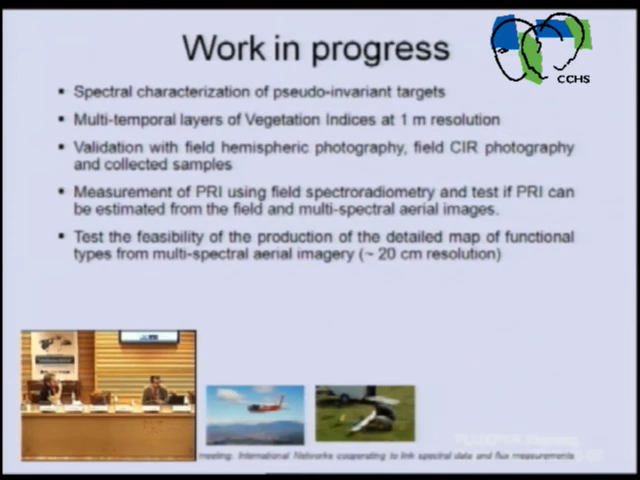 Work in progress
CCHS
▪ Spectral characterization of pseudo-invariant targets
▪ Multi-temporal layers of Vegetation Indices at 1 m resolution
▪ Validation with field hemispheric photography, field CIR photography
and collected samples
▪ Measurement of PRI using field spectroradiometry and test if PRI can
be estimated from the field and multi-spectral aerial images.
▪ Test the feasibility of the production of the detailed map of functional
types from multi-spectral aerial imagery (~ 20 cm resolution)
meeting. International Networks cooperating to link spectral data and flux measurements